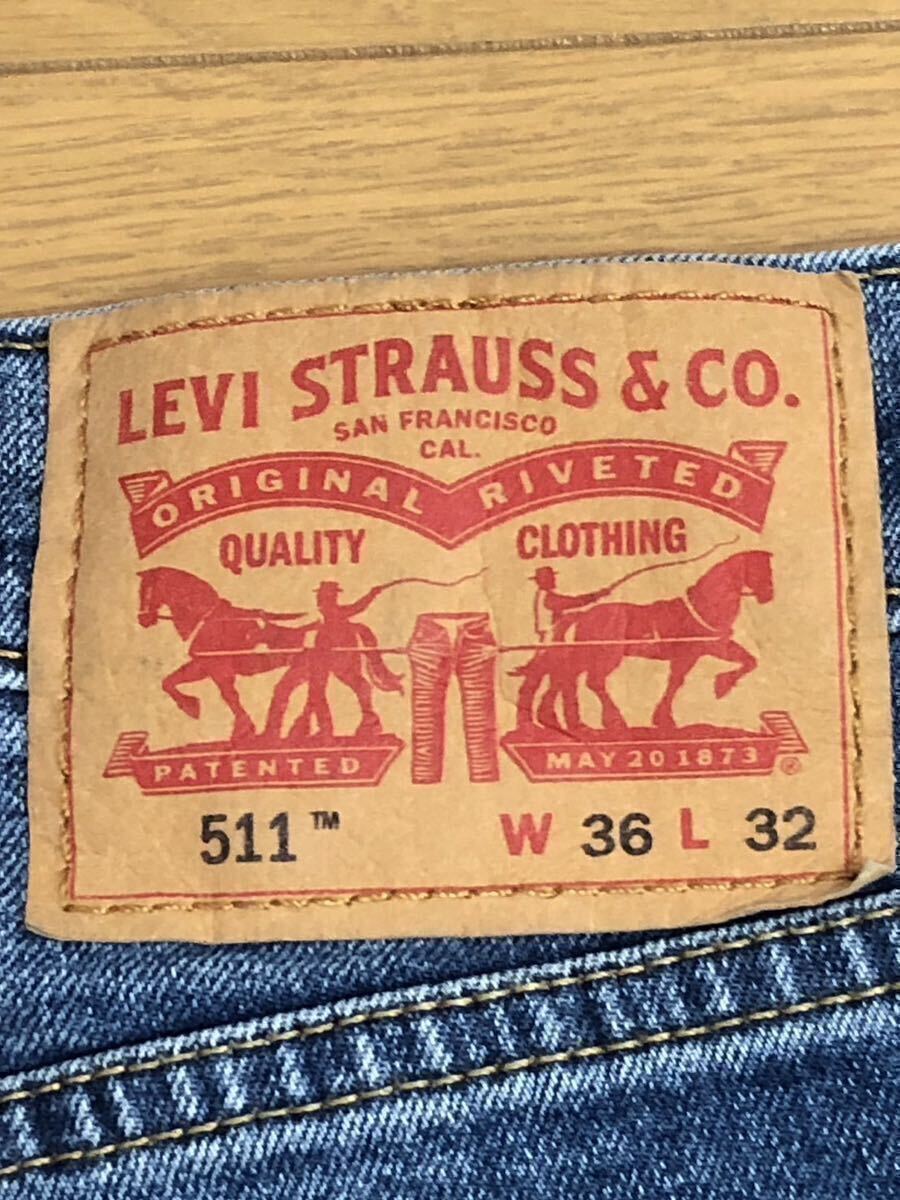 LEVI STRAUSS & CO.
SAN FRANCISCO
CAL.
ORIGINAL RIVETED
QUALITY CLOTHING
PATENTED MAY 20 1873 ®
511™ W 36 L 32